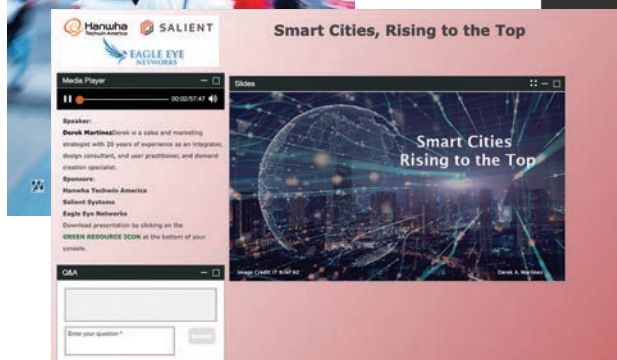 Hanwha
Techwin America
SALIENT
EAGLE EYE
NETWORKS
Smart Cities, Rising to the Top
Media Player
00:02/57:47
Speaker:
Derek MartinezDerek is a sales and marketing
strategist with 20 years of experience as an integrator,
design consultant, end user practitioner, and demand
creation specialist.
Sponsors:
Hanwha Techwin America
Salient Systems
Eagle Eye Networks
Download presentation by clicking on the
GREEN RESOURCE ICON at the bottom of your
console.
Slides
Smart Cities
Rising to the Top
Image Credit: IT Brief NZ
Derek A. Martinez
Q&A
Enter your question *
Submit